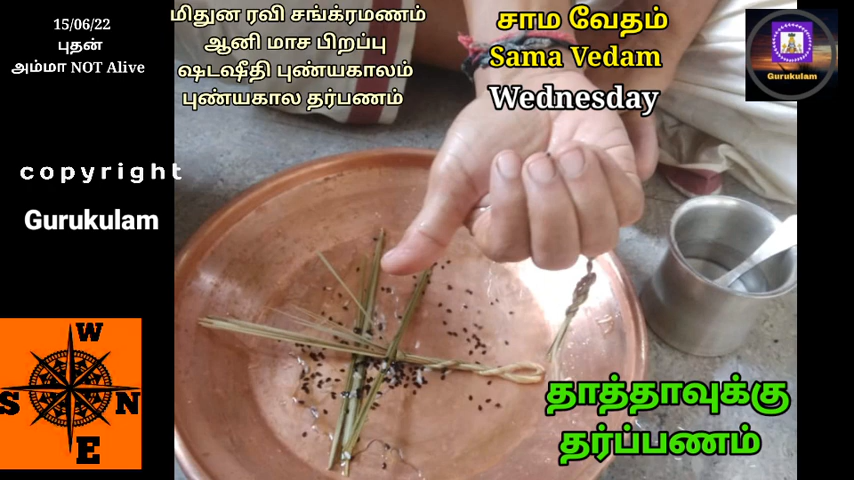 15/06/22
புதன்
அம்மா NOT Alive
மிதுன ரவி சங்க்ரமணம்
ஆனி மாச பிறப்பு
ஷடஷீதி புண்யகாலம்
புண்யகால தர்பணம்
சாம வேதம்
Sama Vedam
Wednesday
Gurukulam
copyright
Gurukulam
W
S N
E
தாத்தாவுக்கு
தர்ப்பணம்